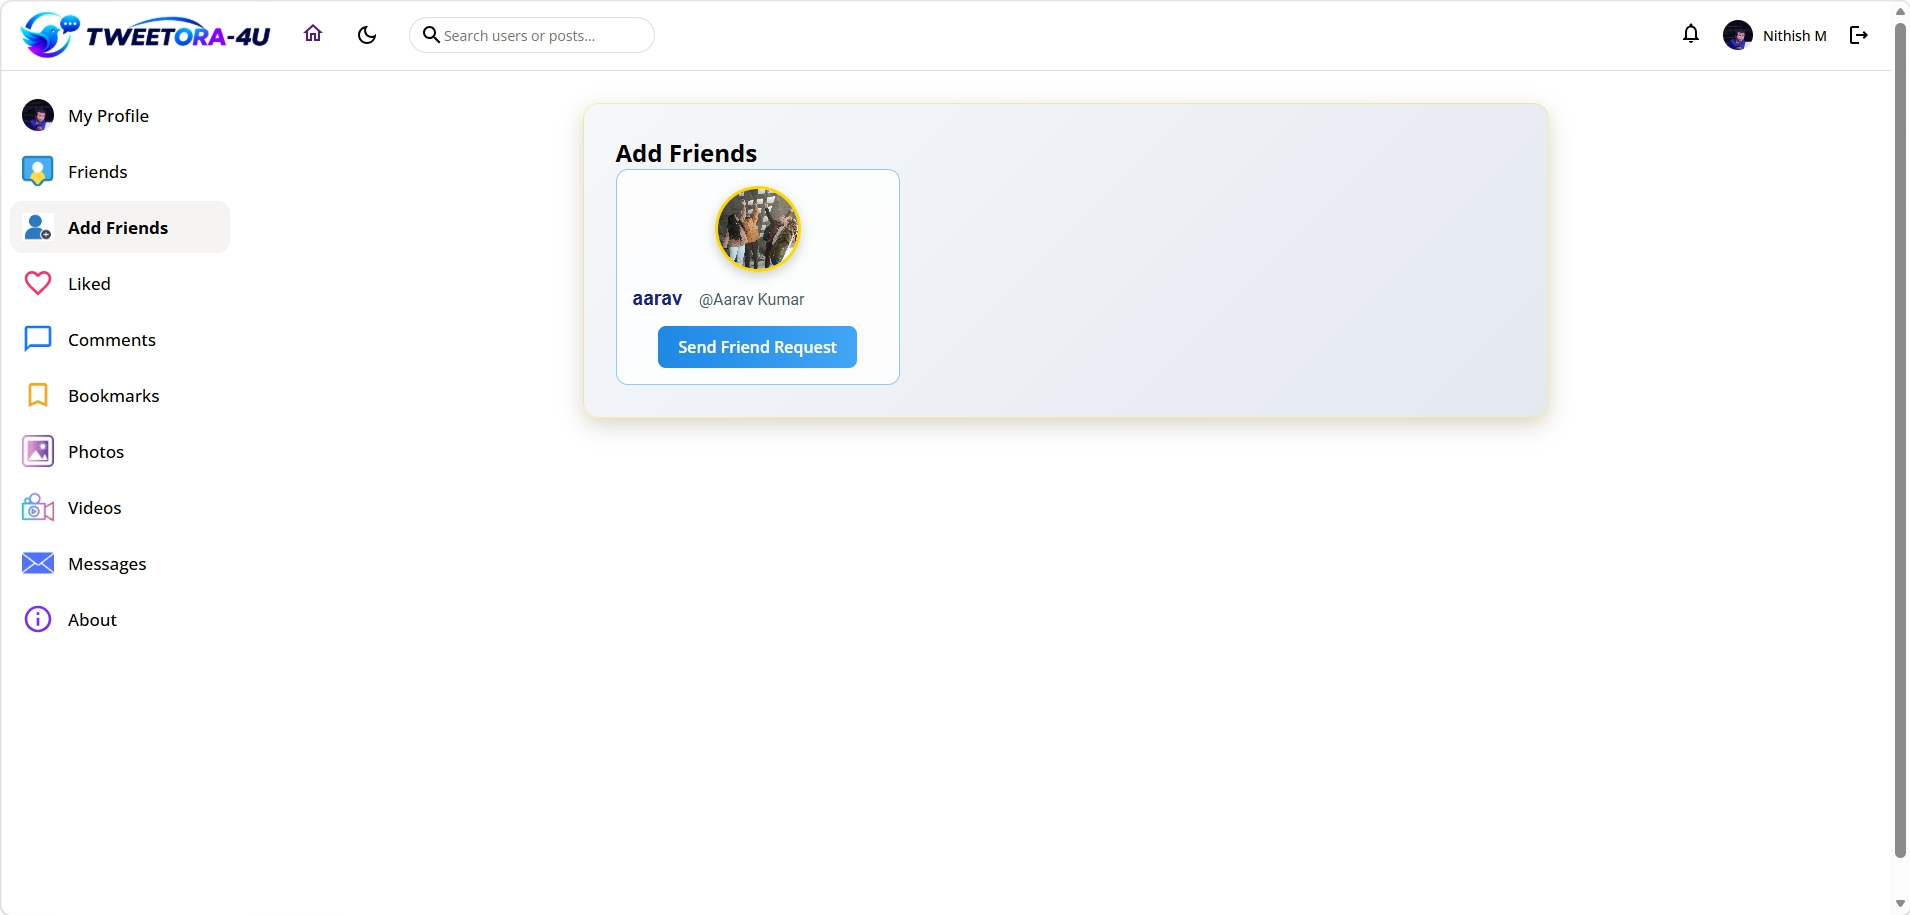 TWEETORA-4U
Search users or posts...
Nithish M
My Profile
Friends
Add Friends
Liked
Comments
Bookmarks
Photos
Videos
Messages
About
Add Friends
aarav @Aarav Kumar
Send Friend Request